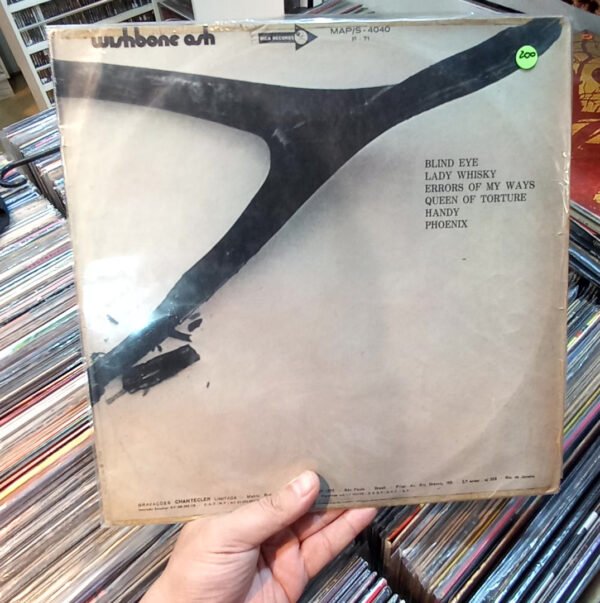 wishbone ash
MCA RECORDS
MAP/S-4040
P-71
200
BLIND EYE
LADY WHISKY
ERRORS OF MY WAYS
QUEEN OF TORTURE
HANDY
PHOENIX
GRAVAÇÕES CHANTECLER LIMITADA